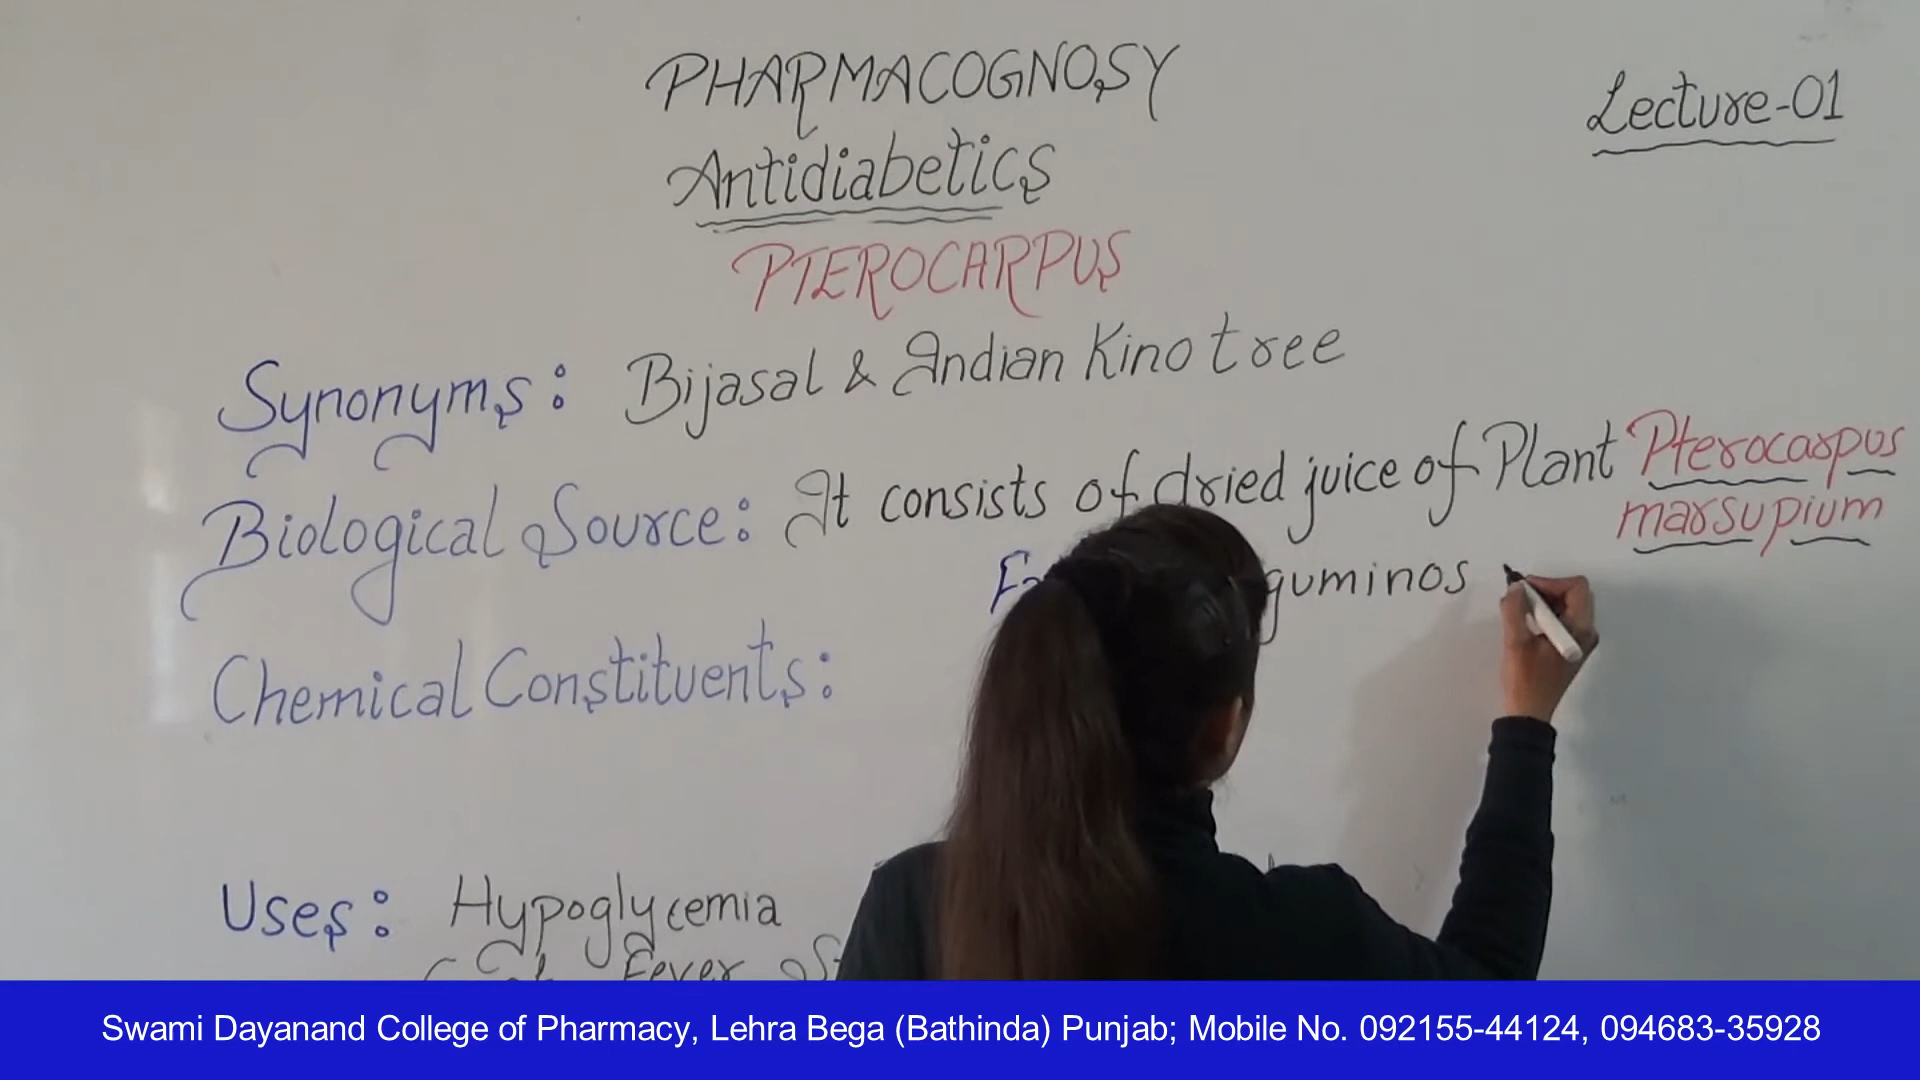 PHARMACOGNOSY
Lecture-01
Antidiabetics
PTEROCARPUS
Synonyms: Bijasal & Indian Kino tree
Biological Source: It consists of dried juice of Plant Pterocarpus
marsupium
guminos
Chemical Constituents:
Uses: Hypoglycemia
Fever
Swami Dayanand College of Pharmacy, Lehra Bega (Bathinda) Punjab; Mobile No. 092155-44124, 094683-35928